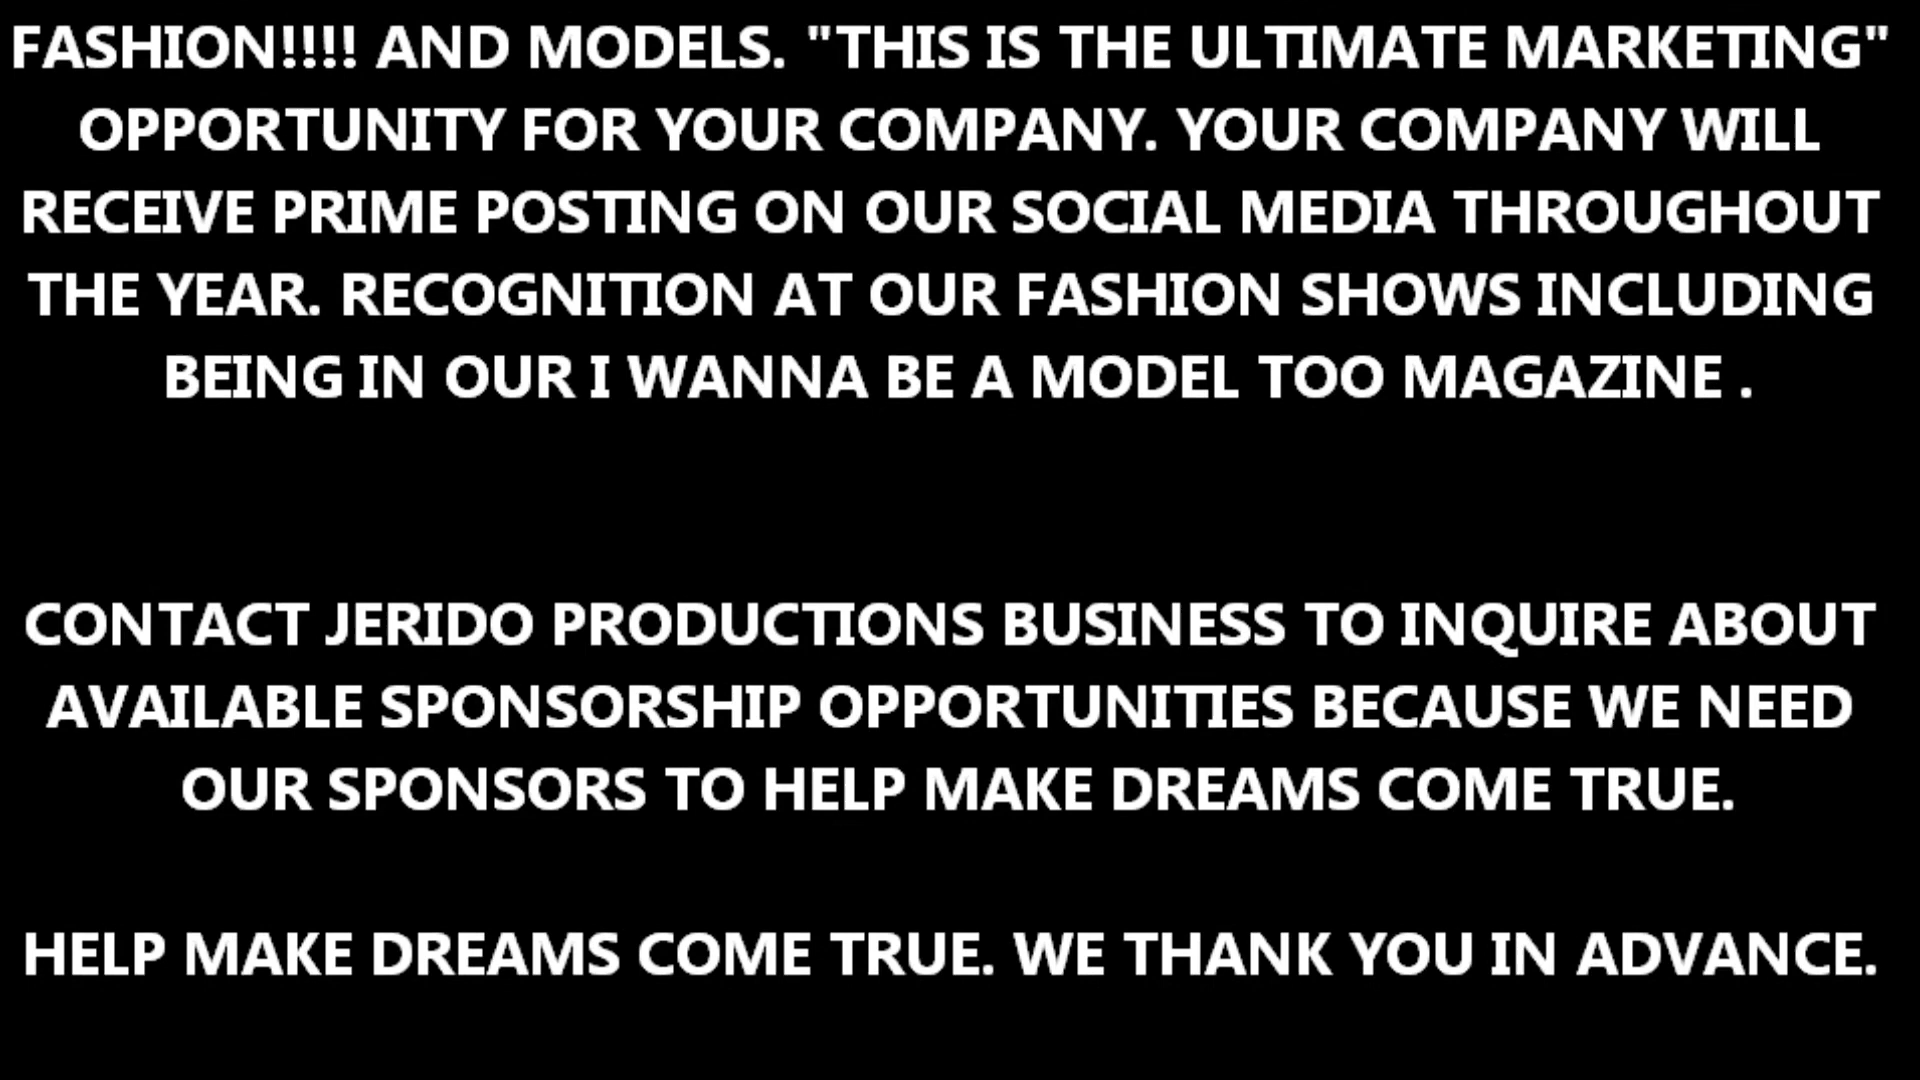 FASHION!!!! AND MODELS. "THIS IS THE ULTIMATE MARKETING"
OPPORTUNITY FOR YOUR COMPANY. YOUR COMPANY WILL
RECEIVE PRIME POSTING ON OUR SOCIAL MEDIA THROUGHOUT
THE YEAR. RECOGNITION AT OUR FASHION SHOWS INCLUDING
BEING IN OUR I WANNA BE A MODEL TOO MAGAZINE .
CONTACT JERIDO PRODUCTIONS BUSINESS TO INQUIRE ABOUT
AVAILABLE SPONSORSHIP OPPORTUNITIES BECAUSE WE NEED
OUR SPONSORS TO HELP MAKE DREAMS COME TRUE.
HELP MAKE DREAMS COME TRUE. WE THANK YOU IN ADVANCE.